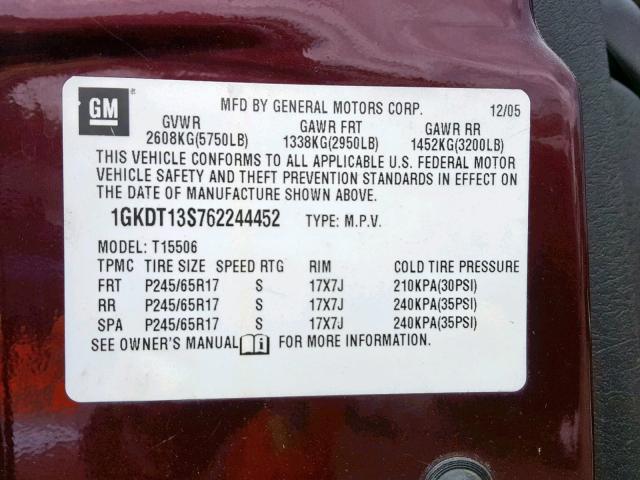 GM
MFD BY GENERAL MOTORS CORP. 12/05
GVWR GAWR FRT GAWR RR
2608KG(5750LB) 1338KG(2950LB) 1452KG(3200LB)
THIS VEHICLE CONFORMS TO ALL APPLICABLE U.S. FEDERAL MOTOR
VEHICLE SAFETY AND THEFT PREVENTION STANDARDS IN EFFECT ON
THE DATE OF MANUFACTURE SHOWN ABOVE.
1GKDT13S762244452 TYPE: M.P.V.
MODEL: T15506
TPMC TIRE SIZE SPEED RTG RIM COLD TIRE PRESSURE
FRT P245/65R17 S 17X7J 210KPA(30PSI)
RR P245/65R17 S 17X7J 240KPA(35PSI)
SPA P245/65R17 S 17X7J 240KPA(35PSI)
SEE OWNER'S MANUAL FOR MORE INFORMATION.